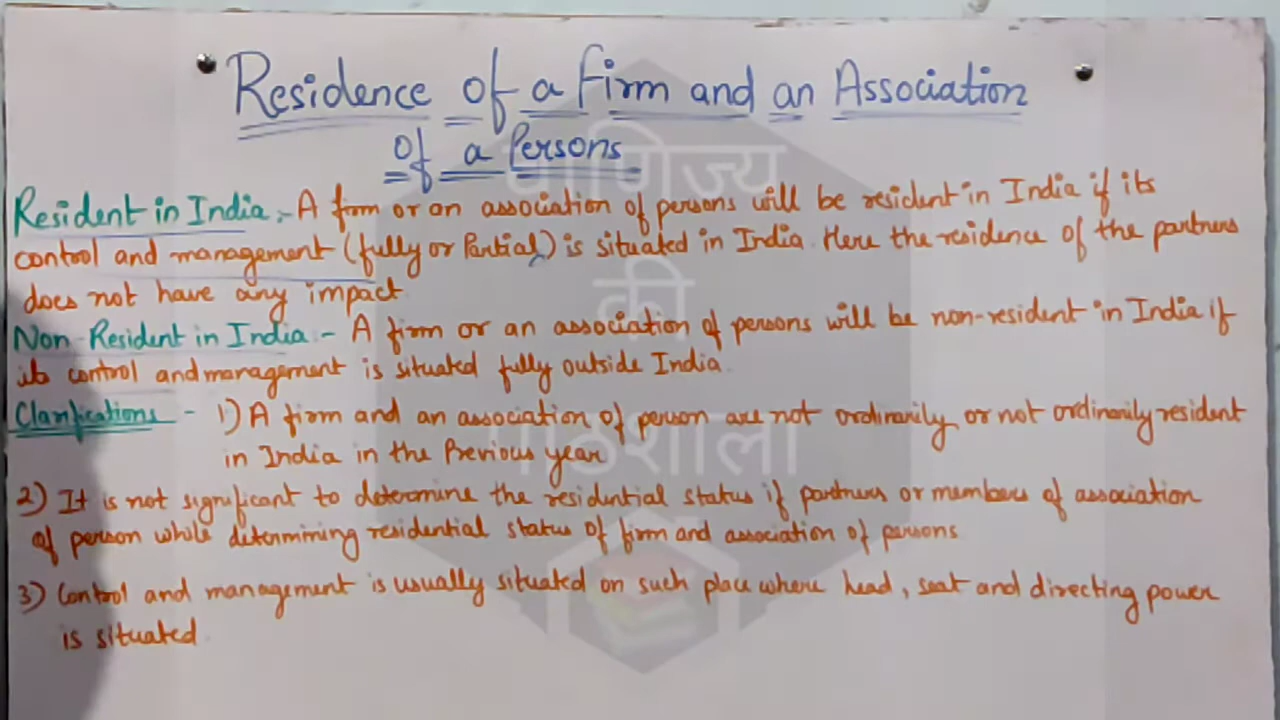 Residence of a Firm and an Association
of a Persons
Resident in India :- A firm or an association of persons will be resident in India if its
control and management (fully or Partial) is situated in India. Here the residence of the partners
does not have any impact.
Non-Resident in India :- A firm or an association of persons will be non-resident in India if
its control and management is situated fully outside India.
Clarifications - 1) A firm and an association of person are not ordinarily or not ordinarily resident
in India in the Previous year
2) It is not significant to determine the residential status if partners or members of association
of person while determining residential status of firm and association of persons
3) Control and management is usually situated on such place where head, seat and directing power
is situated.
वाणिज्य
की
पाठशाला